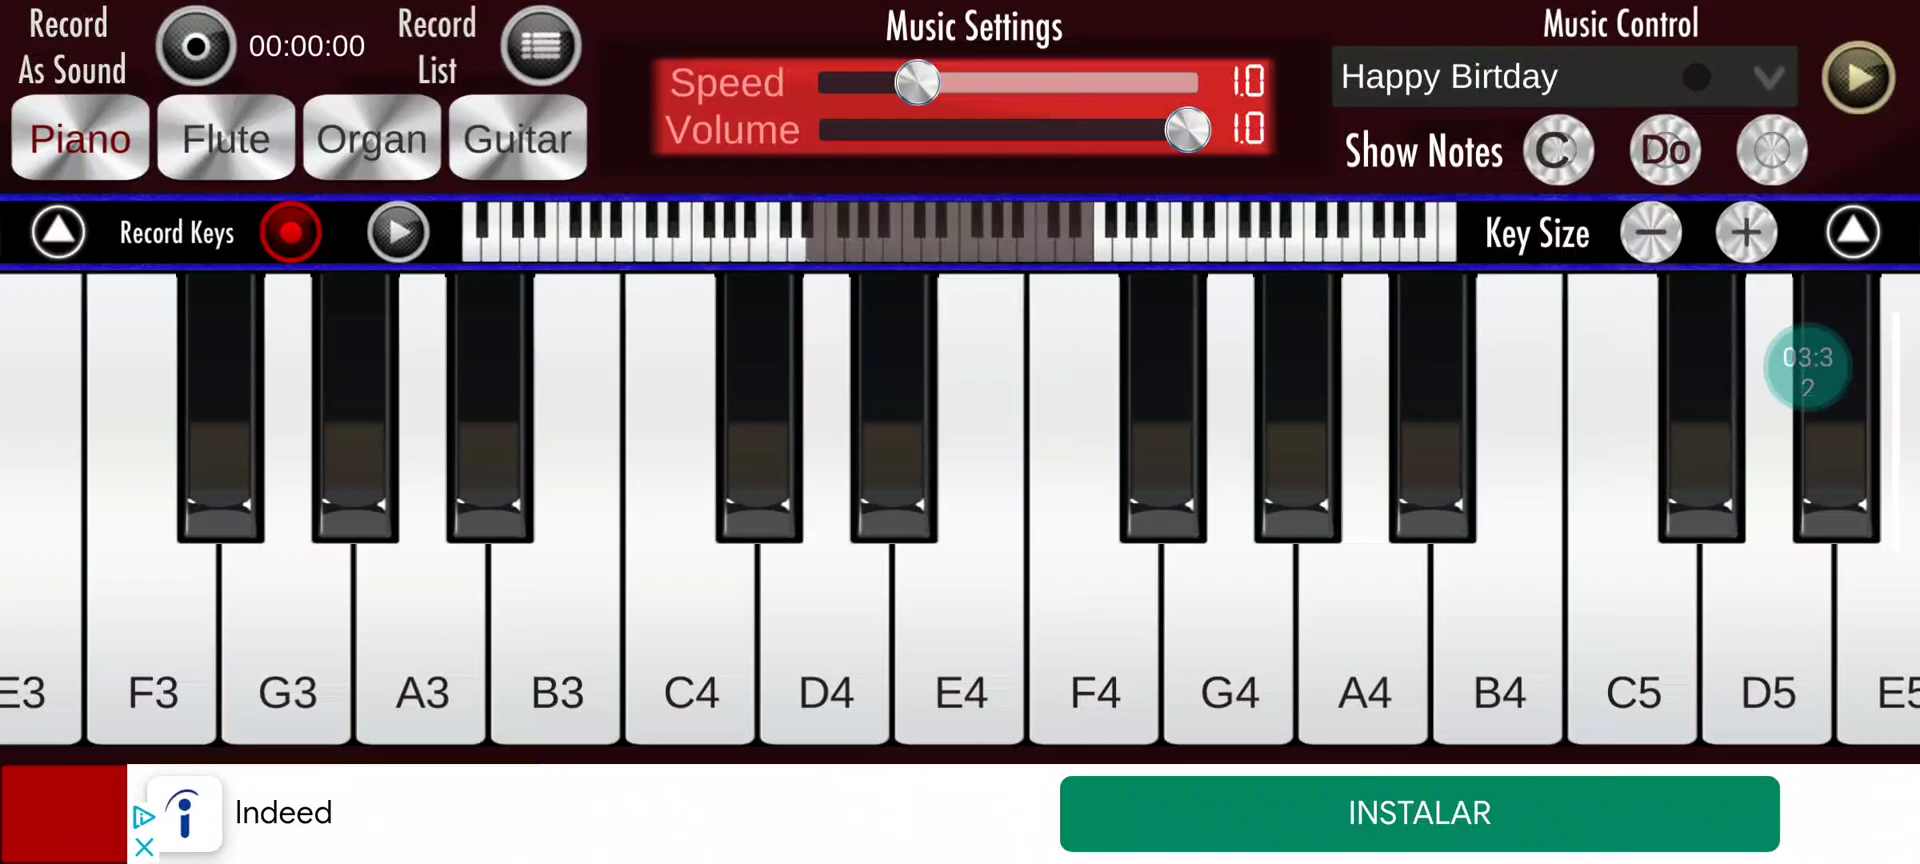 Record
As Sound
00:00:00
Record
List
Music Settings
Music Control
Speed
1.0
Happy Birtday
Piano
Flute
Organ
Guitar
Volume
1.0
Show Notes
C
Do
Record Keys
Key Size
03:3
2
E3
F3
G3
A3
B3
C4
D4
E4
F4
G4
A4
B4
C5
D5
E5
Indeed
INSTALAR